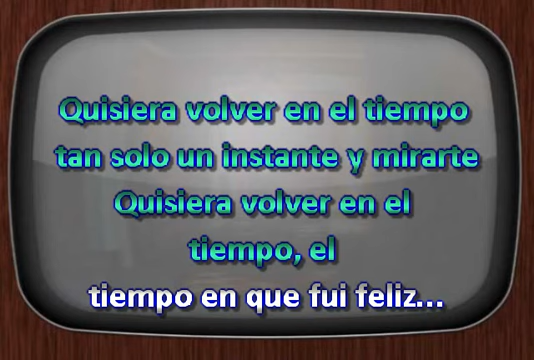 Quisiera volver en el tiempo
tan solo un instante y mirarte
Quisiera volver en el
tiempo, el
tiempo en que fui feliz...